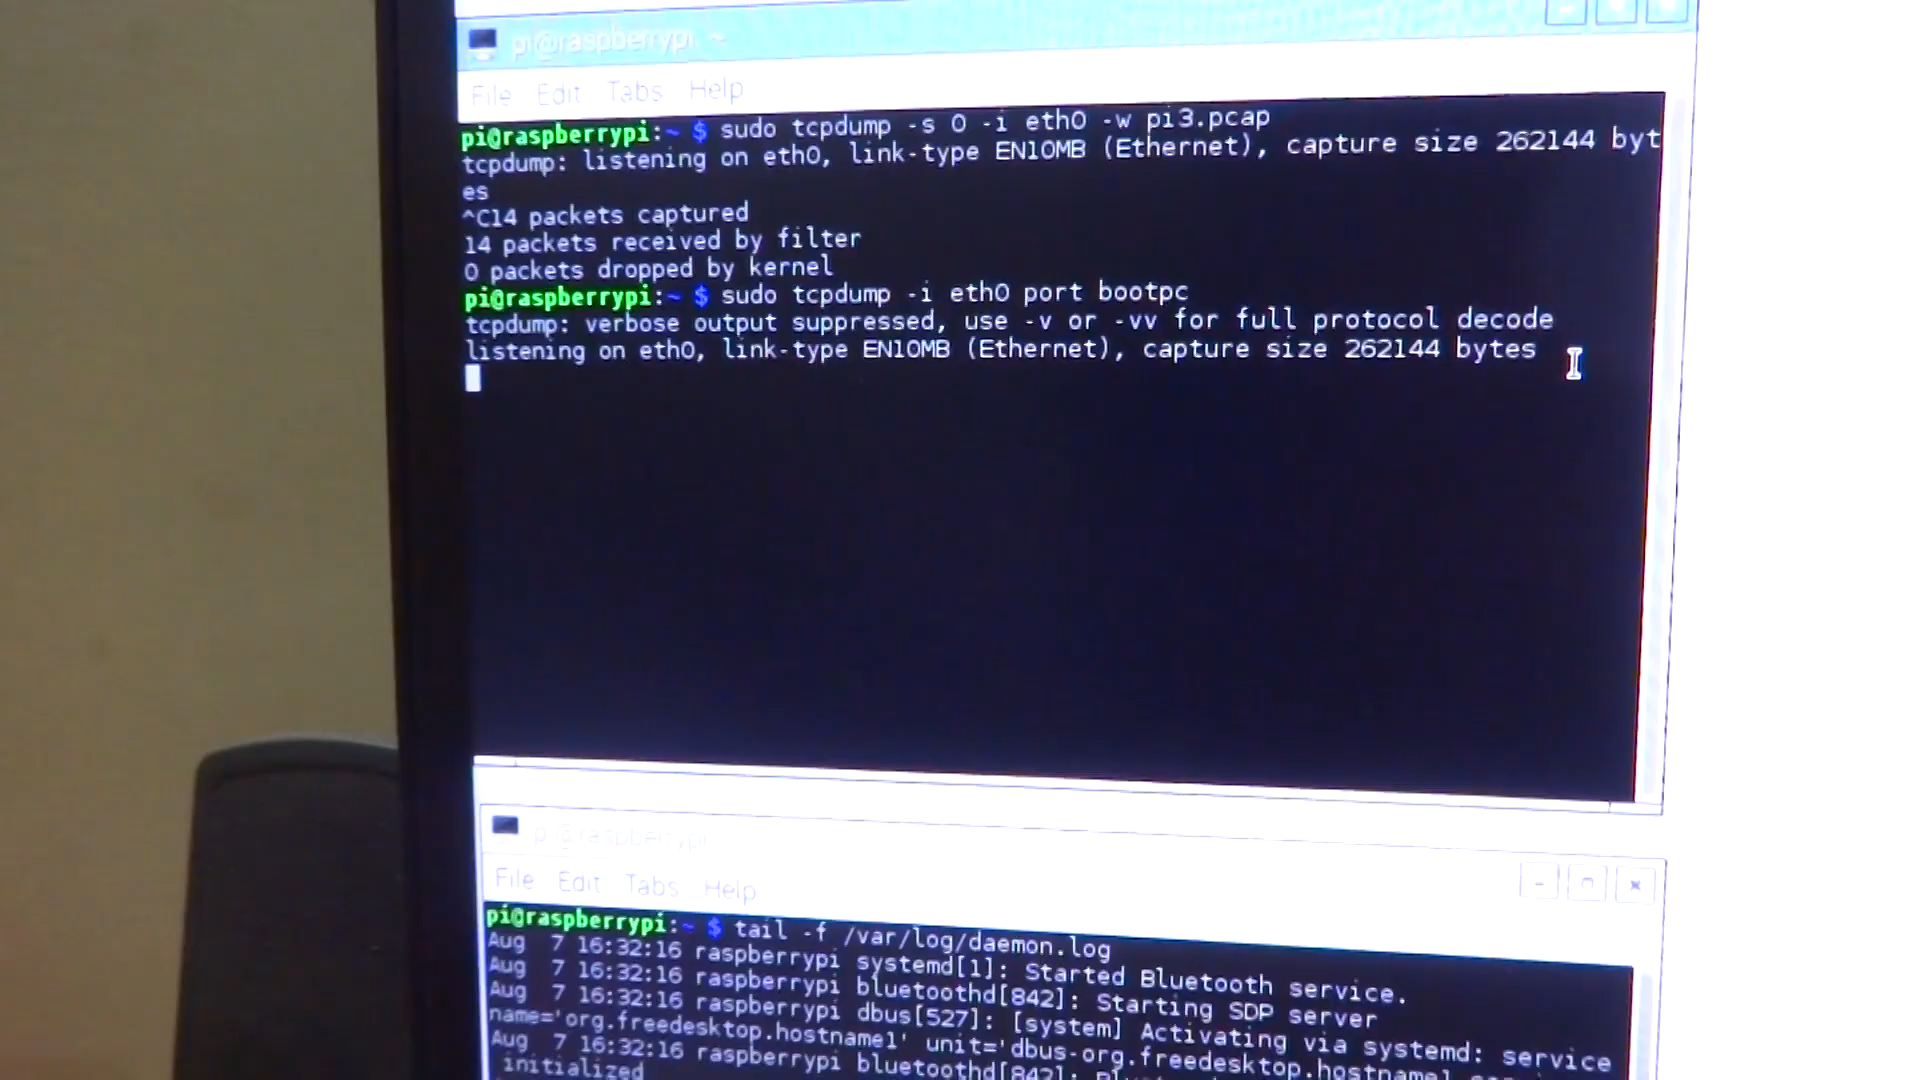 pi@raspberrypi: ~
File Edit Tabs Help
pi@raspberrypi:~ $ sudo tcpdump -s 0 -i eth0 -w pi3.pcap
tcpdump: listening on eth0, link-type EN10MB (Ethernet), capture size 262144 byt
es
^C14 packets captured
14 packets received by filter
0 packets dropped by kernel
pi@raspberrypi:~ $ sudo tcpdump -i eth0 port bootpc
tcpdump: verbose output suppressed, use -v or -vv for full protocol decode
listening on eth0, link-type EN10MB (Ethernet), capture size 262144 bytes
pi@raspberrypi
File Edit Tabs Help
pi@raspberrypi:~ $ tail -f /var/log/daemon.log
Aug 7 16:32:16 raspberrypi systemd[1]: Started Bluetooth service.
Aug 7 16:32:16 raspberrypi bluetoothd[842]: Starting SDP server
Aug 7 16:32:16 raspberrypi dbus[527]: [system] Activating via systemd: service
name='org.freedesktop.hostname1' unit='dbus-org.freedesktop.hostname1
Aug 7 16:32:16 raspberrypi bluetoothd[842]:
initialized